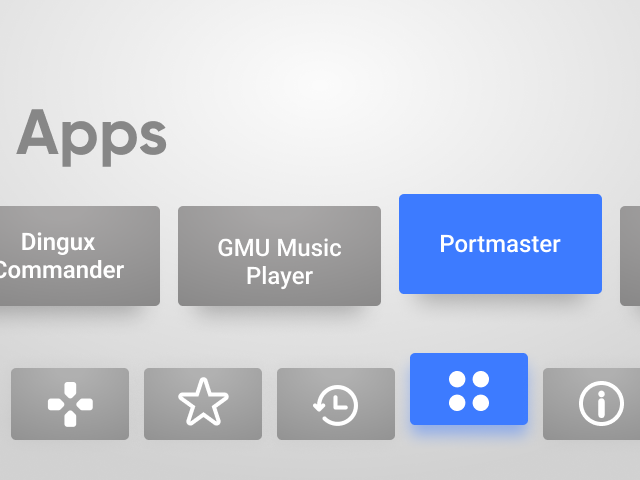 Apps
Dingux
Commander
GMU Music
Player
Portmaster